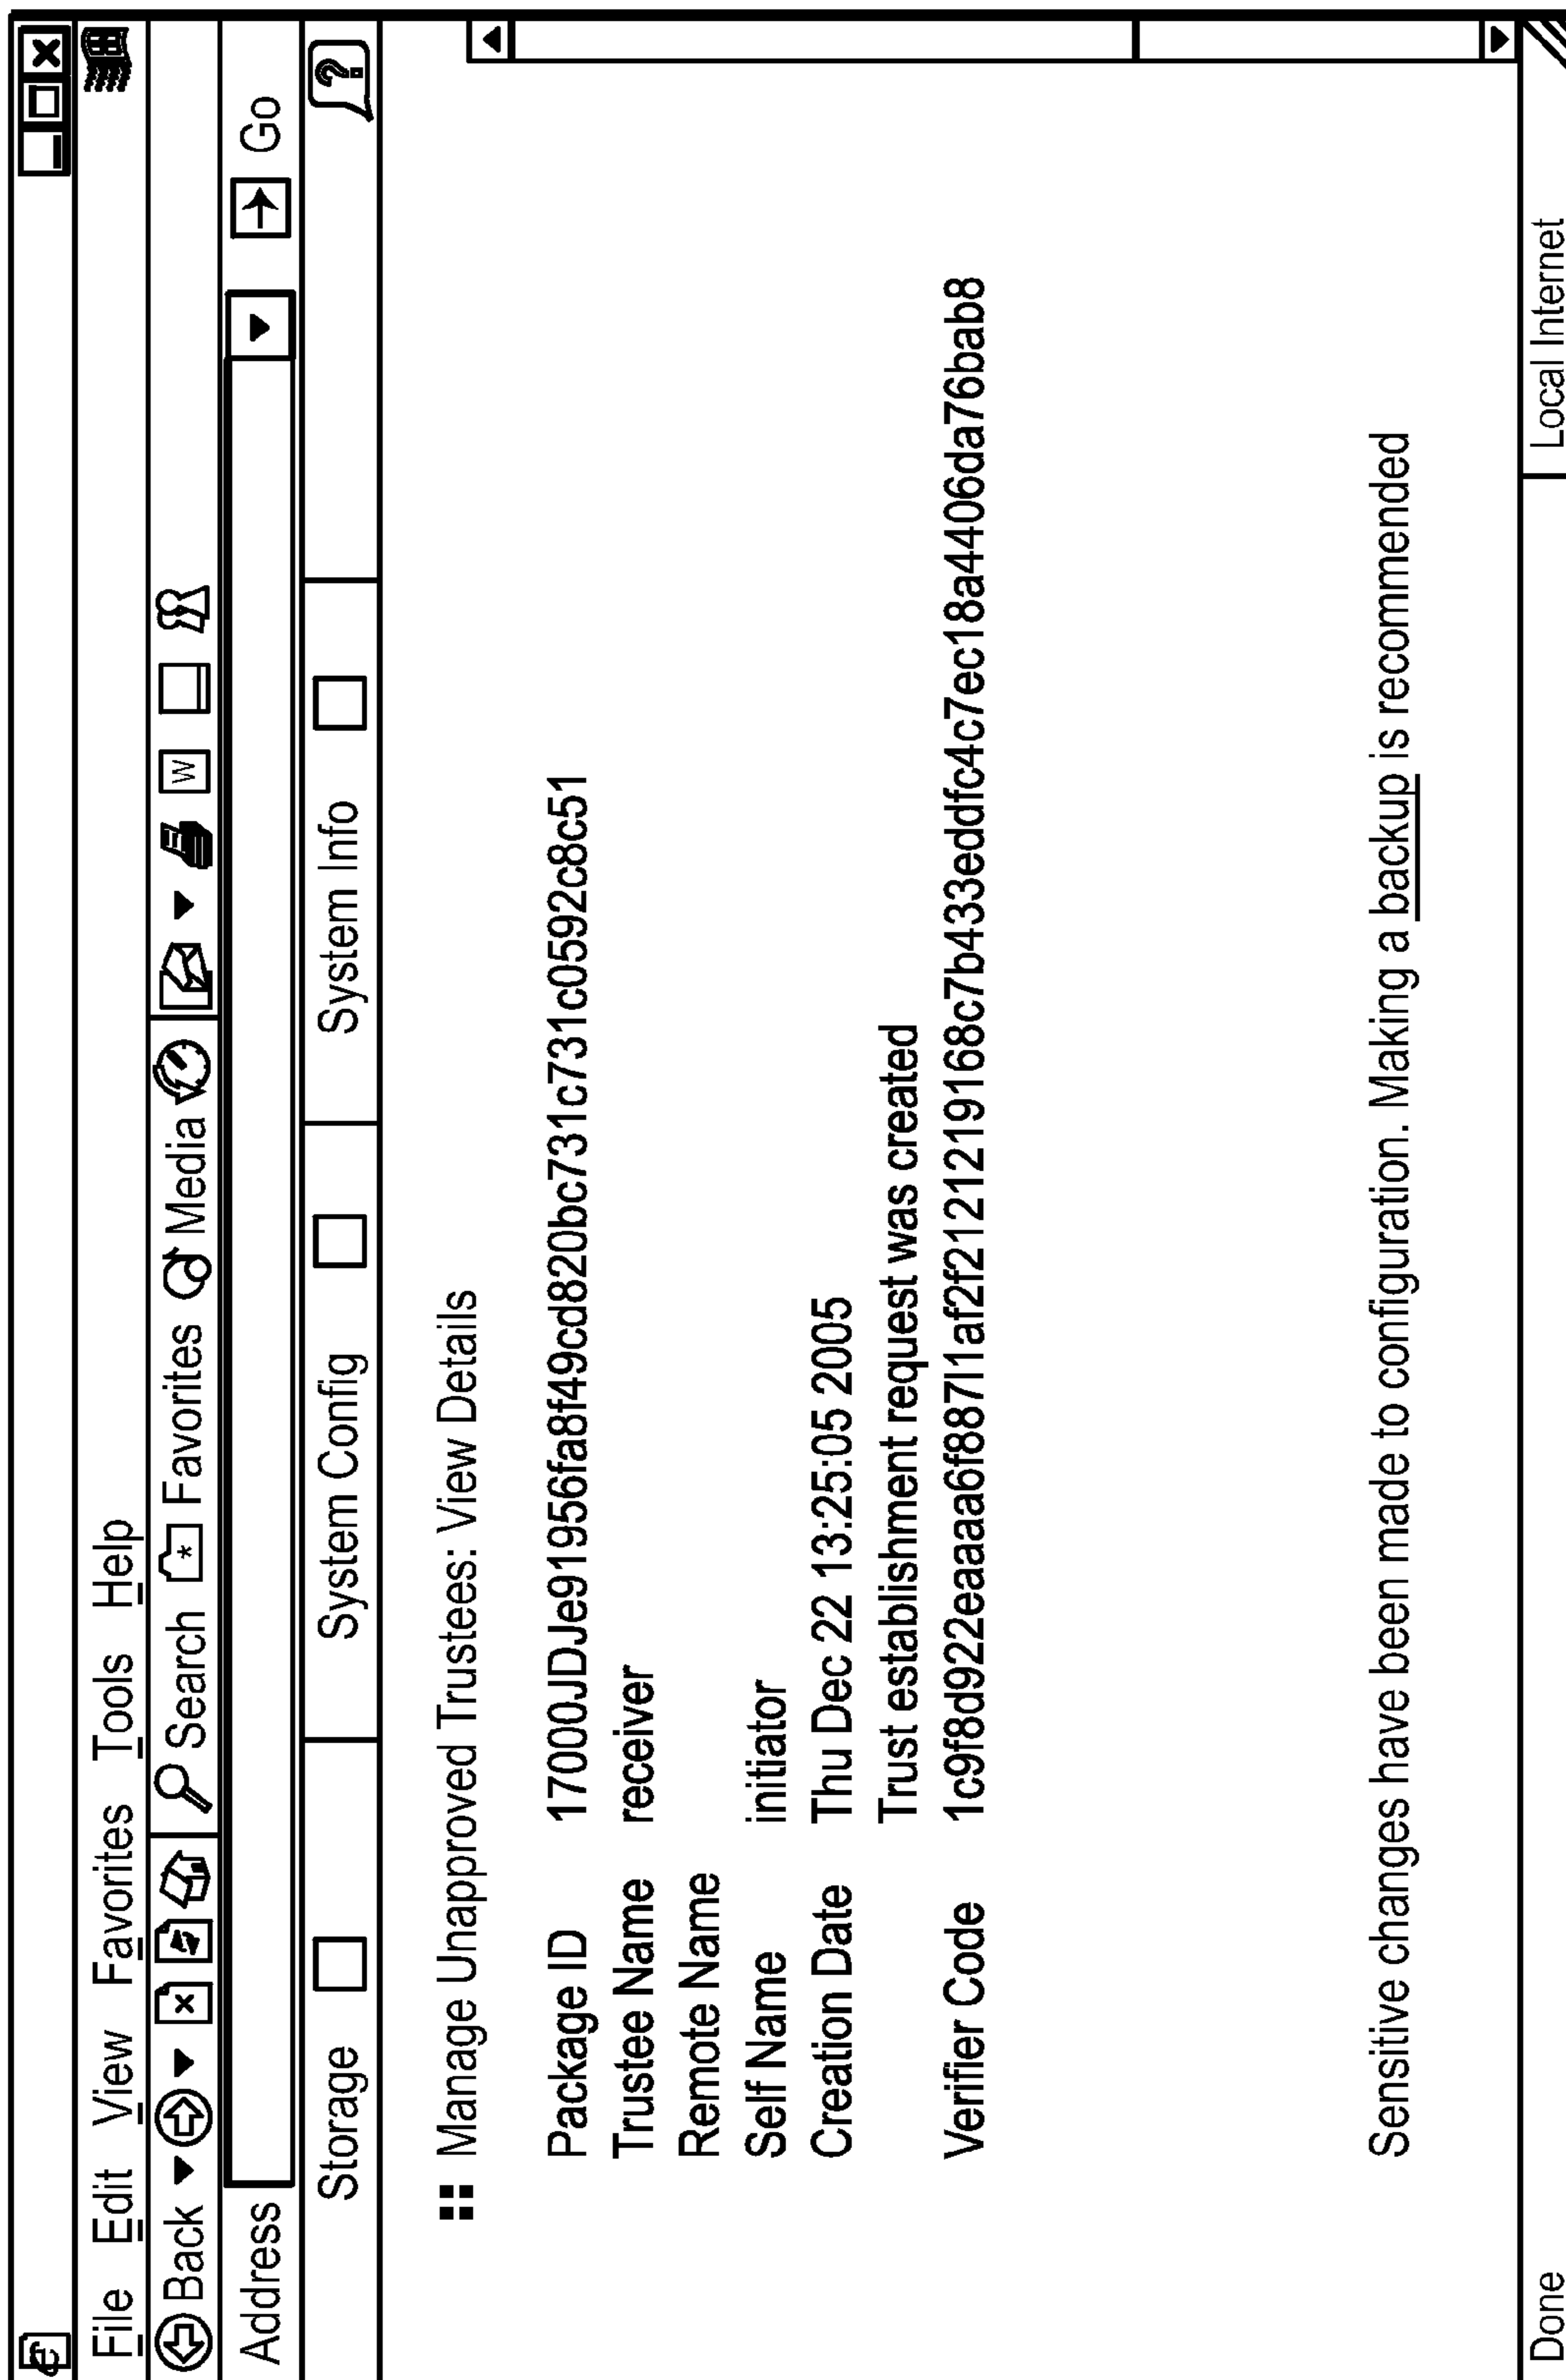 File Edit View Favorites Tools Help
Back Search Favorites Media W
Address Go
Storage System Config System Info ?
Manage Unapproved Trustees: View Details
Package ID 17000JDJe91956fa8f49cd820bc731c731c0592c8c51
Trustee Name receiver
Remote Name
Self Name initiator
Creation Date Thu Dec 22 13:25:05 2005
Trust establishment request was created
Verifier Code 1c9f8d922eaaa6f887l1af2f2121219168c7b433eddfc4c7ec18a4406da76bab8
Sensitive changes have been made to configuration. Making a backup is recommended
Done Local Internet